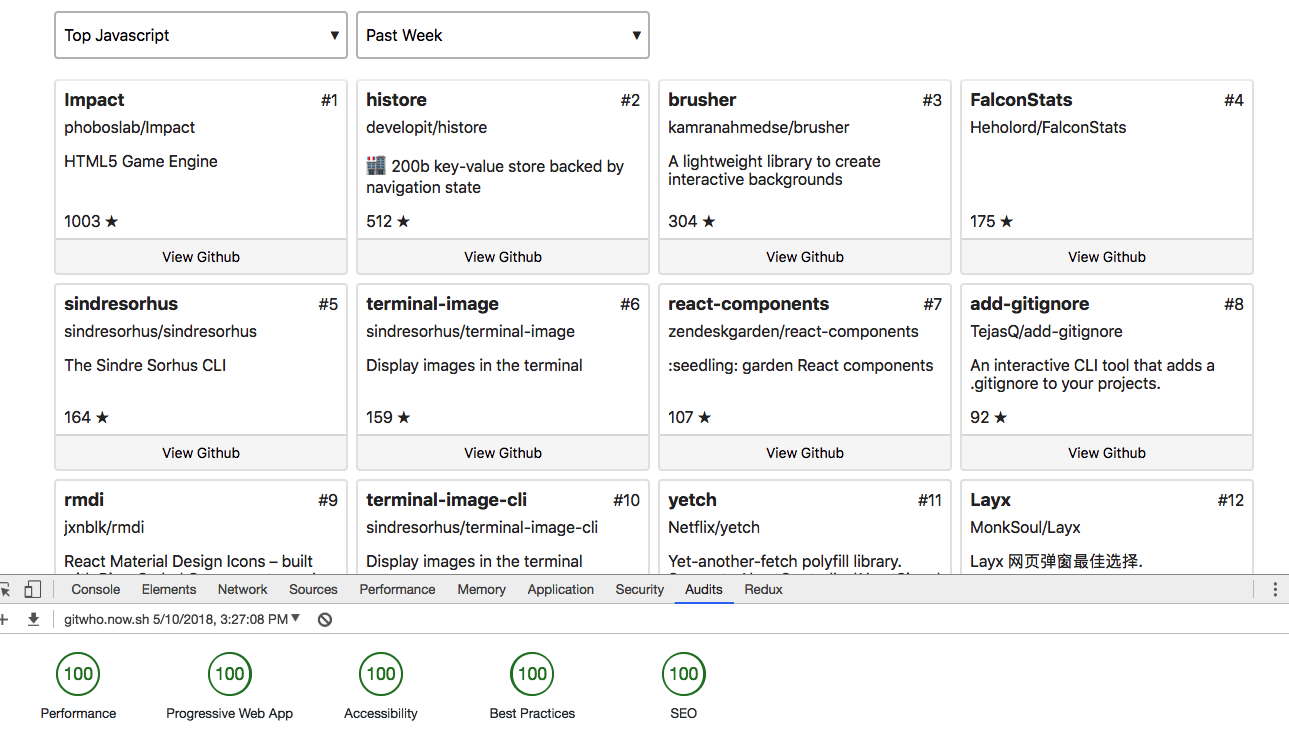 Top Javascript ▼ Past Week ▼
Impact #1 histore #2 brusher #3 FalconStats #4
phoboslab/Impact developit/histore kamranahmedse/brusher Heholord/FalconStats
HTML5 Game Engine 🏰 200b key-value store backed by A lightweight library to create
navigation state interactive backgrounds
1003 ★ 512 ★ 304 ★ 175 ★
View Github View Github View Github View Github
sindresorhus #5 terminal-image #6 react-components #7 add-gitignore #8
sindresorhus/sindresorhus sindresorhus/terminal-image zendeskgarden/react-components TejasQ/add-gitignore
The Sindre Sorhus CLI Display images in the terminal :seedling: garden React components An interactive CLI tool that adds a
.gitignore to your projects.
164 ★ 159 ★ 107 ★ 92 ★
View Github View Github View Github View Github
rmdi #9 terminal-image-cli #10 yetch #11 Layx #12
jxnblk/rmdi sindresorhus/terminal-image-cli Netflix/yetch MonkSoul/Layx
React Material Design Icons – built Display images in the terminal Yet-another-fetch polyfill library. Layx 网页弹窗最佳选择.
Console Elements Network Sources Performance Memory Application Security Audits Redux
gitwho.now.sh 5/10/2018, 3:27:08 PM ▼
100 100 100 100 100
Performance Progressive Web App Accessibility Best Practices SEO